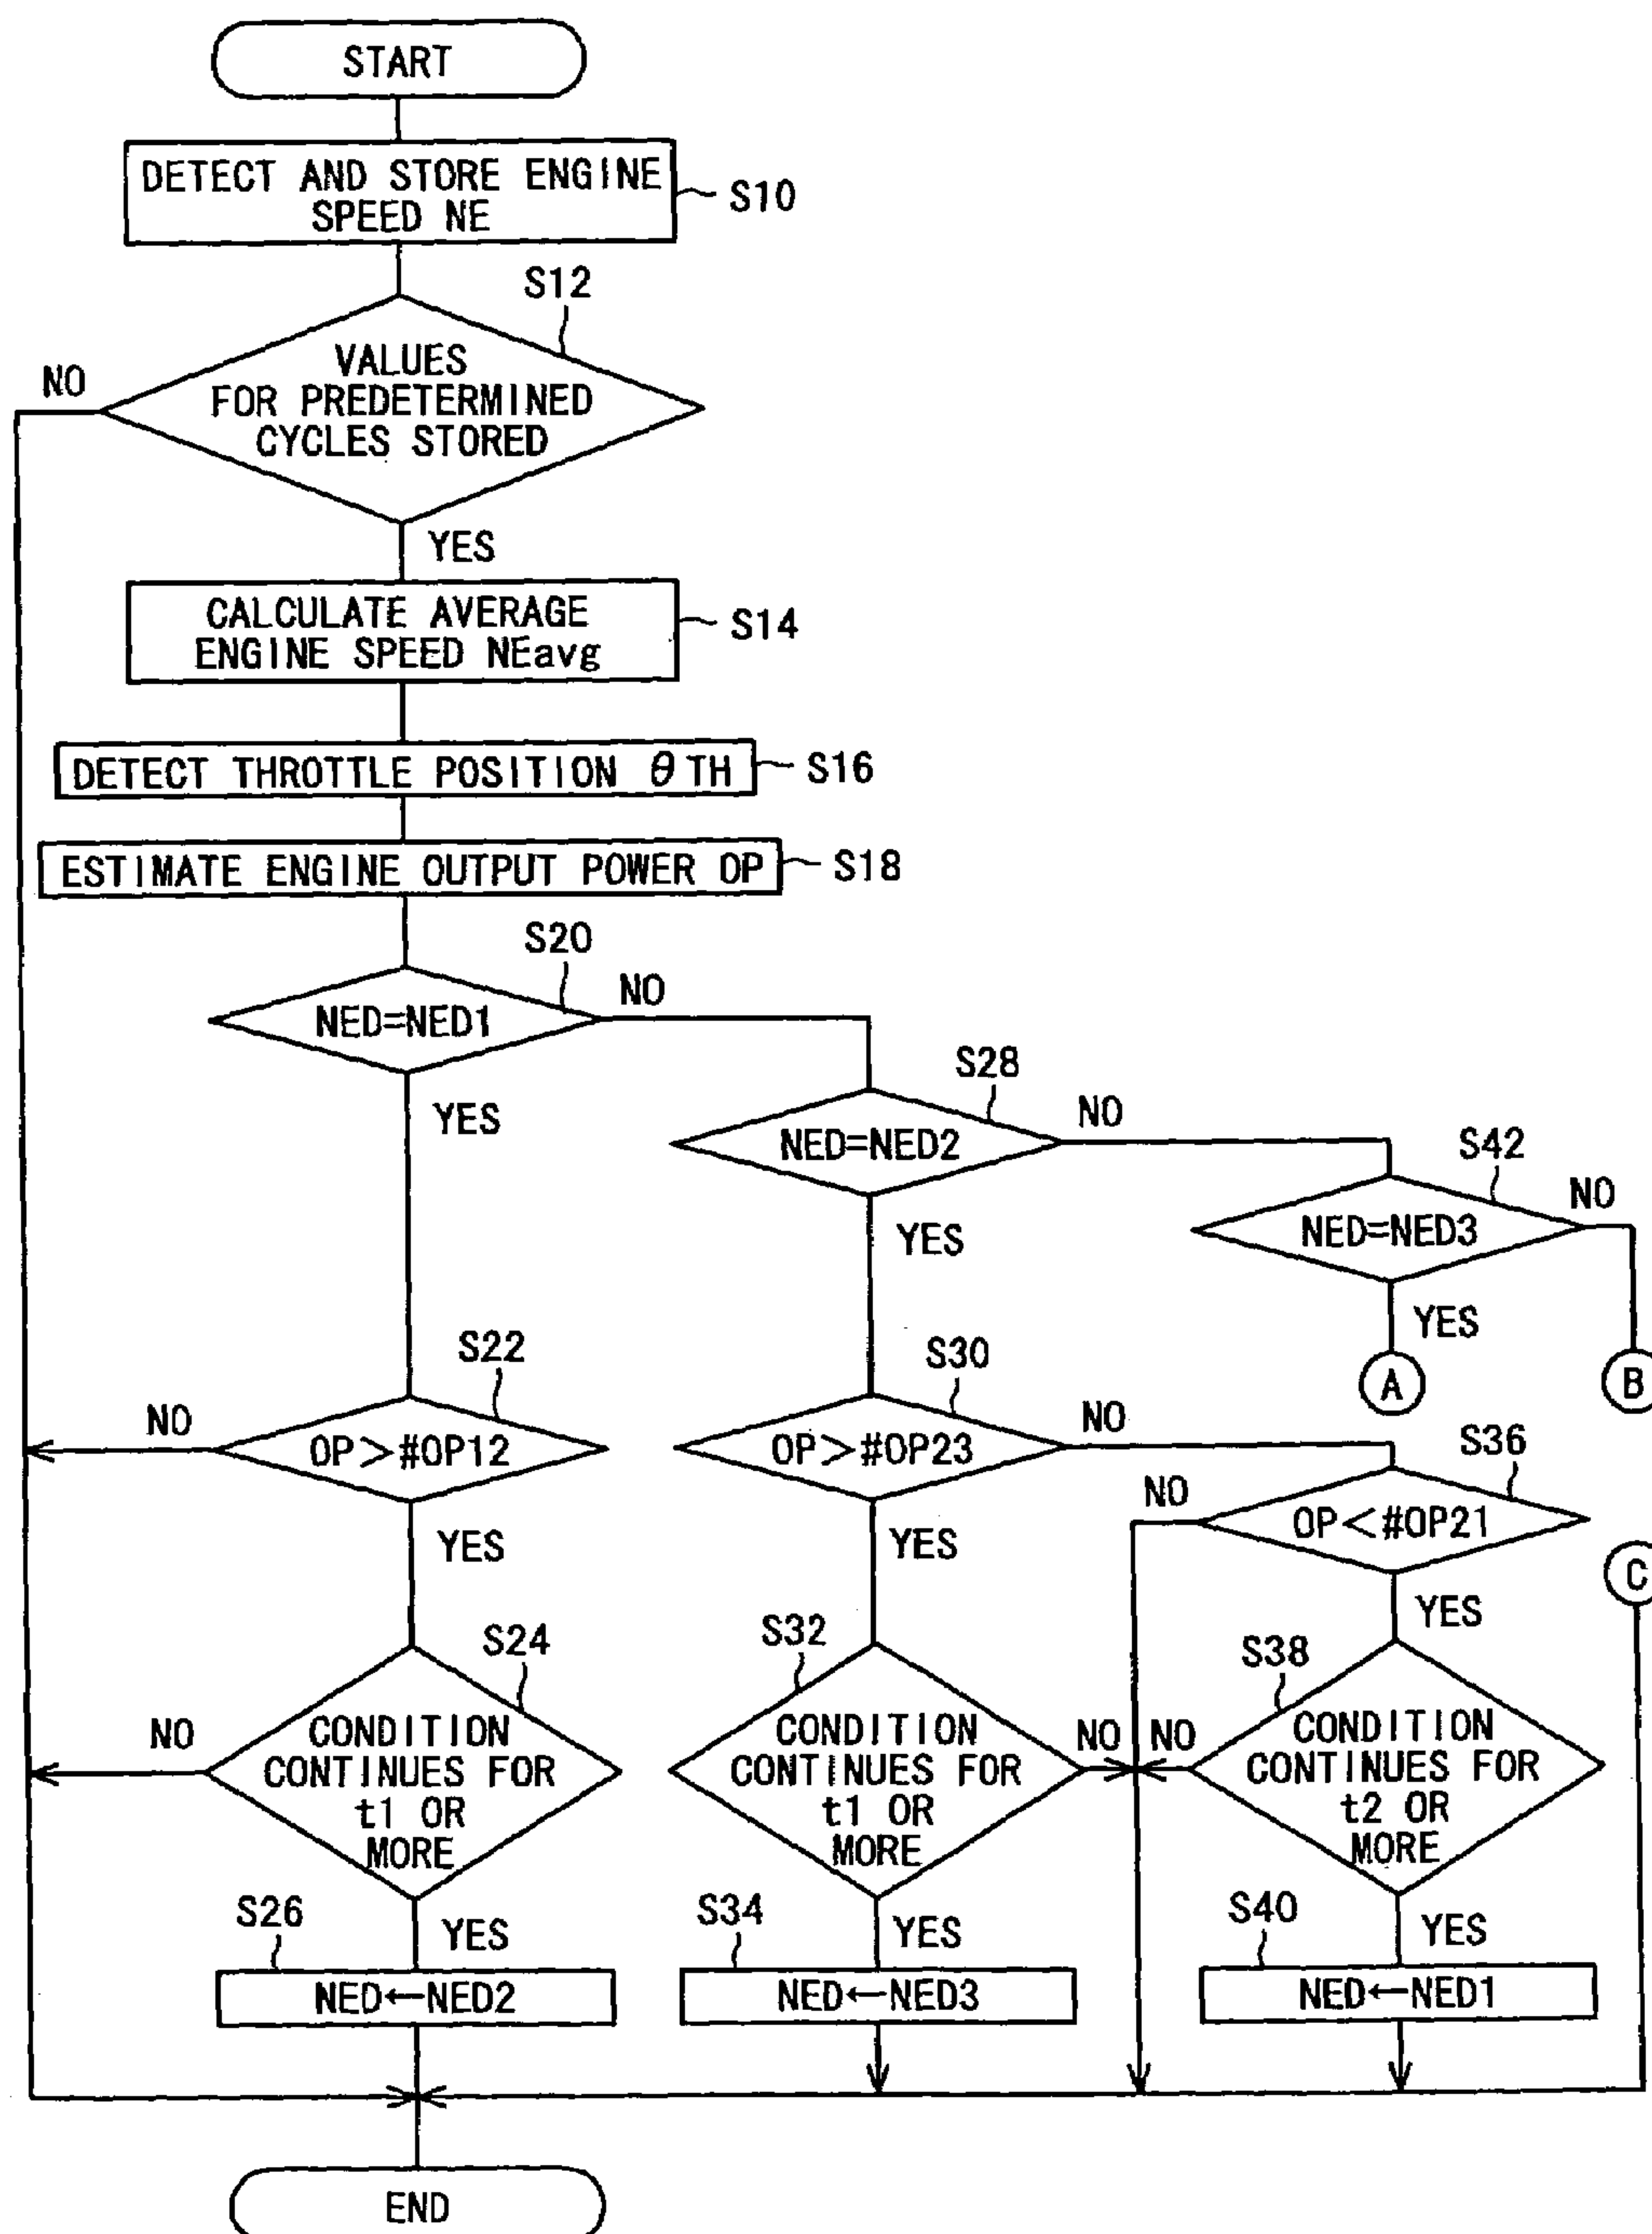 START
DETECT AND STORE ENGINE
SPEED NE
S10
S12
VALUES
FOR PREDETERMINED
CYCLES STORED
NO
YES
CALCULATE AVERAGE
ENGINE SPEED NEavg
S14
DETECT THROTTLE POSITION θTH
S16
ESTIMATE ENGINE OUTPUT POWER OP
S18
S20
NED=NED1
NO
YES
S28
NED=NED2
NO
YES
S42
NED=NED3
NO
YES
A
B
S22
OP>#OP12
NO
YES
S30
OP>#OP23
NO
YES
S36
OP<#OP21
NO
YES
C
S24
CONDITION
CONTINUES FOR
t1 OR
MORE
NO
YES
S32
CONDITION
CONTINUES FOR
t1 OR
MORE
NO
YES
S38
CONDITION
CONTINUES FOR
t2 OR
MORE
NO
YES
S26
NED←NED2
S34
NED←NED3
S40
NED←NED1
END